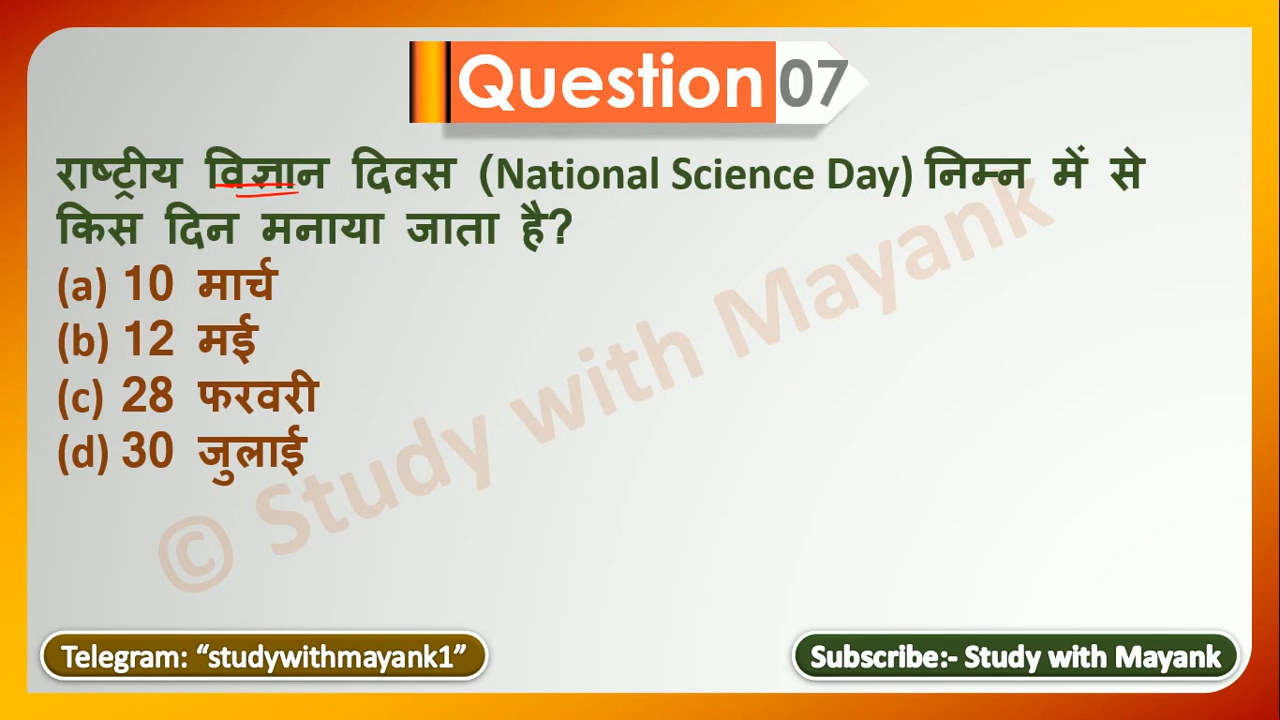 Question 07
राष्ट्रीय विज्ञान दिवस (National Science Day) निम्न में से
किस दिन मनाया जाता है?
(a) 10 मार्च
(b) 12 मई
(c) 28 फरवरी
(d) 30 जुलाई
© Study with Mayank
Telegram: “studywithmayank1”
Subscribe:- Study with Mayank